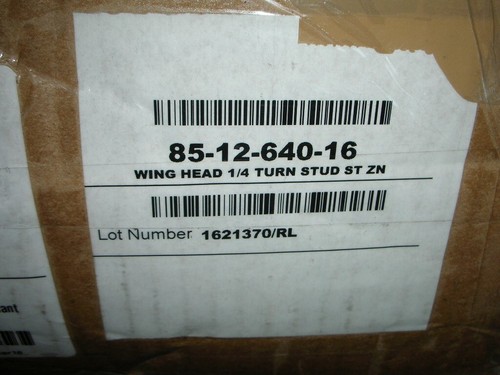 85-12-640-16
WING HEAD 1/4 TURN STUD ST ZN
Lot Number 1621370/RL